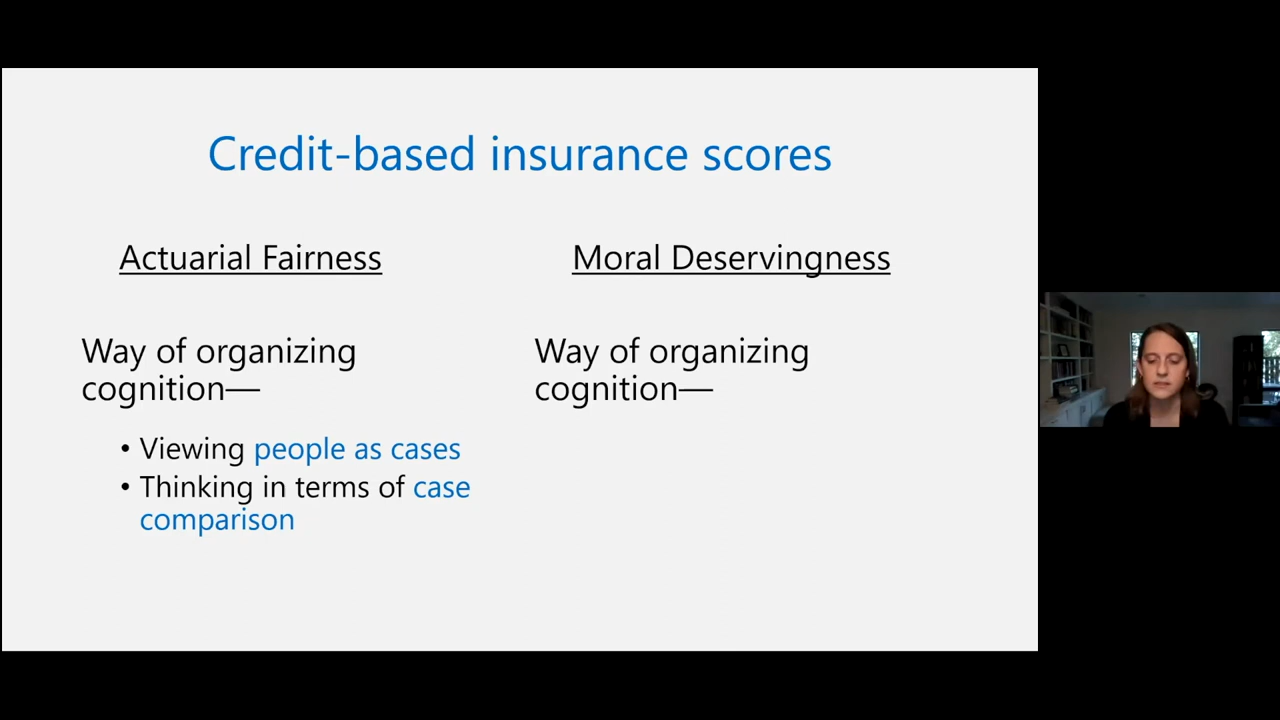 Credit-based insurance scores
Actuarial Fairness
Way of organizing
cognition—
• Viewing people as cases
• Thinking in terms of case
comparison
Moral Deservingness
Way of organizing
cognition—